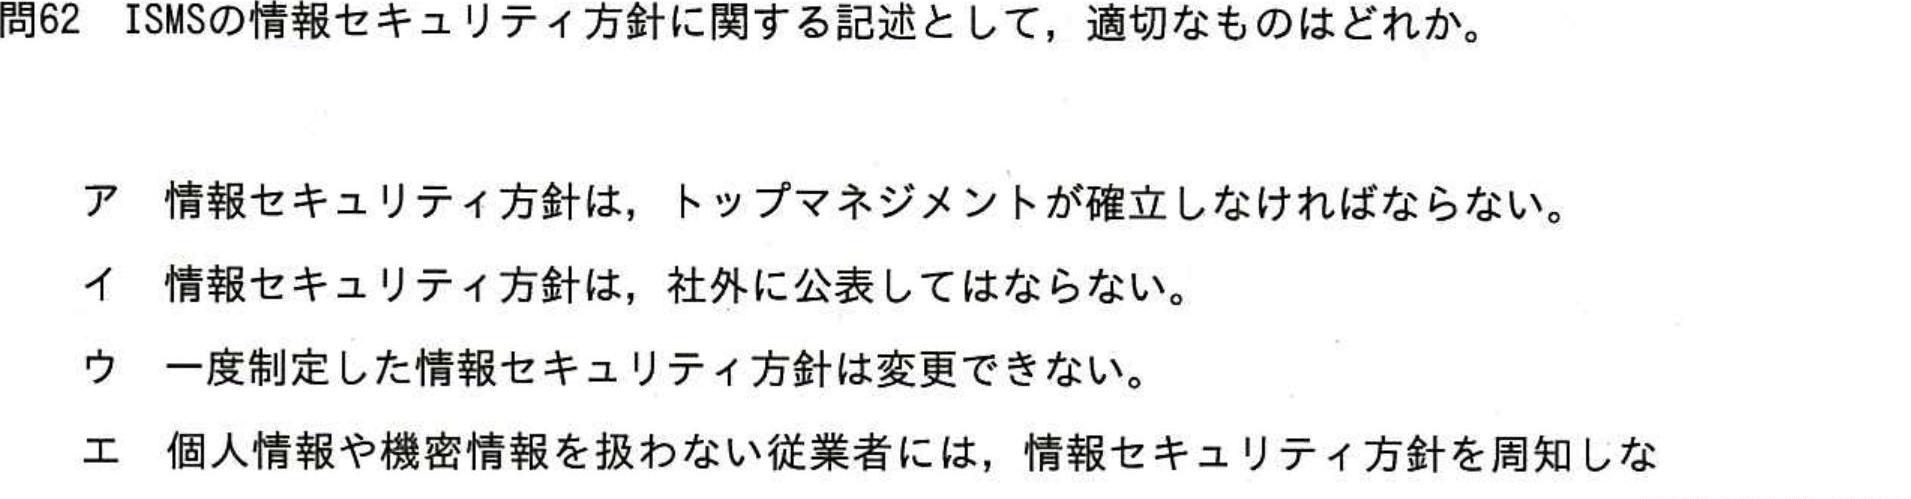 問62　ISMSの情報セキュリティ方針に関する記述として，適切なものはどれか。
ア　情報セキュリティ方針は，トップマネジメントが確立しなければならない。
イ　情報セキュリティ方針は，社外に公表してはならない。
ウ　一度制定した情報セキュリティ方針は変更できない。
エ　個人情報や機密情報を扱わない従業者には，情報セキュリティ方針を周知しな